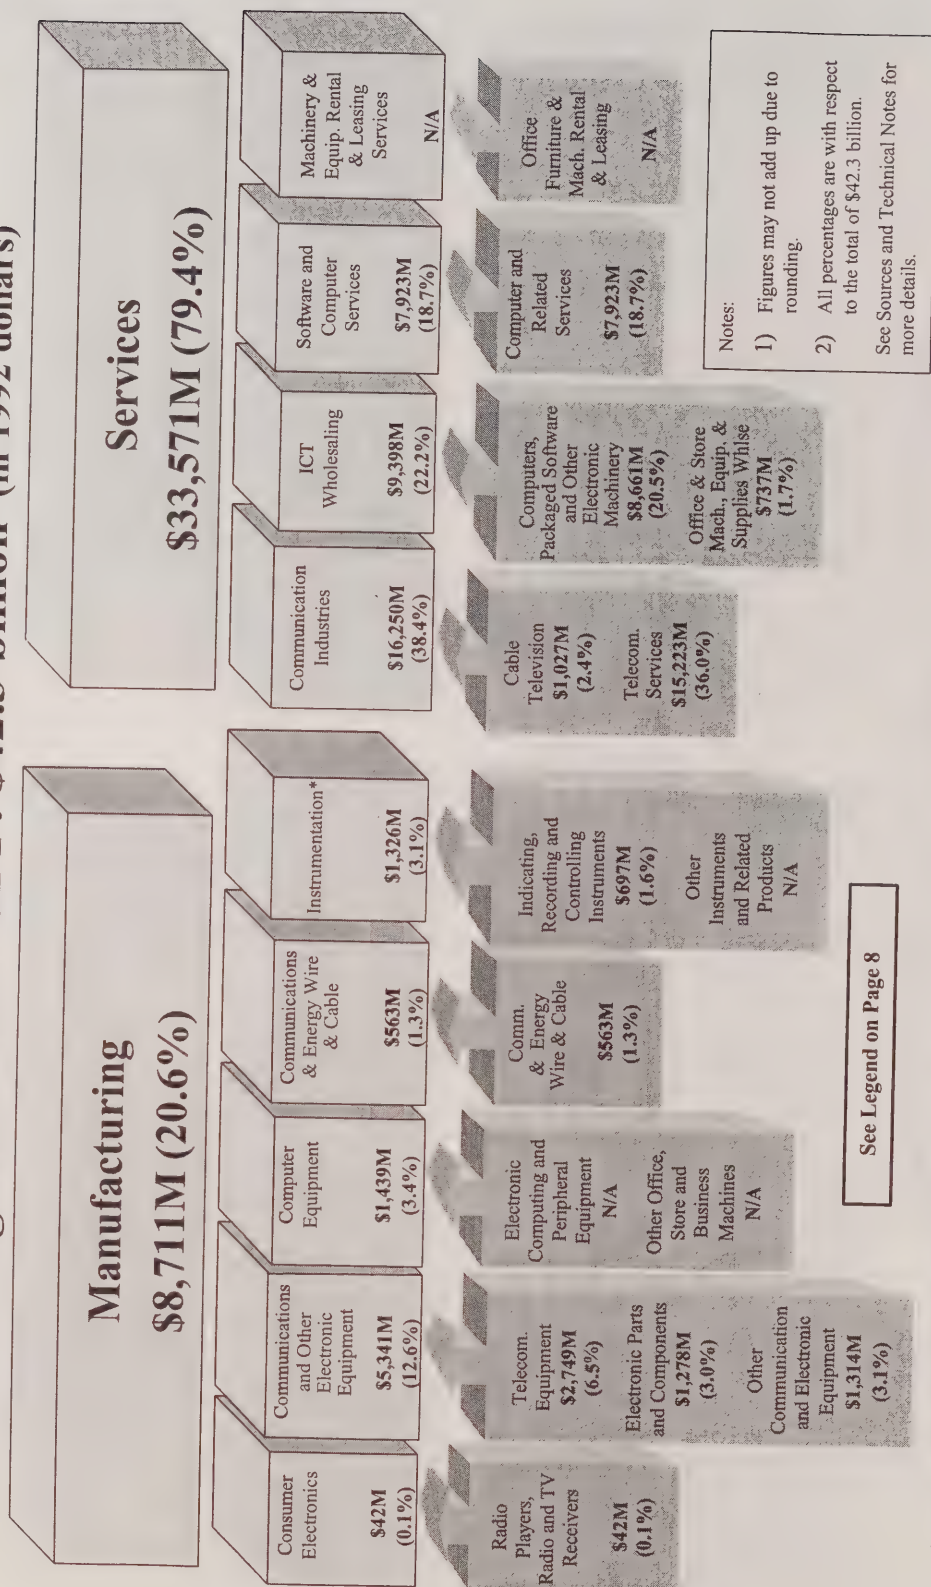 $42.3 billion (in 1992 dollars)
Manufacturing
$8,711M (20.6%)
Services
$33,571M (79.4%)
Consumer
Electronics
$42M
(0.1%)
Communications
and Other
Electronic
Equipment
$5,341M
(12.6%)
Computer
Equipment
$1,439M
(3.4%)
Communications
& Energy Wire
& Cable
$563M
(1.3%)
Instrumentation*
$1,326M
(3.1%)
Communication
Industries
$16,250M
(38.4%)
ICT
Wholesaling
$9,398M
(22.2%)
Software and
Computer
Services
$7,923M
(18.7%)
Machinery &
Equip. Rental
& Leasing
Services
N/A
Radio
Players,
Radio and TV
Receivers
$42M
(0.1%)
Telecom.
Equipment
$2,749M
(6.5%)
Electronic Parts
and Components
$1,278M
(3.0%)
Other
Communication
and Electronic
Equipment
$1,314M
(3.1%)
Electronic
Computing and
Peripheral
Equipment
N/A
Other Office,
Store and
Business
Machines
N/A
Comm.
& Energy
Wire & Cable
$563M
(1.3%)
Indicating,
Recording and
Controlling
Instruments
$697M
(1.6%)
Other
Instruments
and Related
Products
N/A
Cable
Television
$1,027M
(2.4%)
Telecom.
Services
$15,223M
(36.0%)
Computers,
Packaged Software
and Other
Electronic
Machinery
$8,661M
(20.5%)
Office & Store
Mach., Equip. &
Supplies Whlse
$737M
(1.7%)
Computer and
Related
Services
$7,923M
(18.7%)
Office
Furniture &
Mach. Rental
& Leasing
N/A
See Legend on Page 8
Notes:
1) Figures may not add up due to
rounding.
2) All percentages are with respect
to the total of $42.3 billion.
See Sources and Technical Notes for
more details.